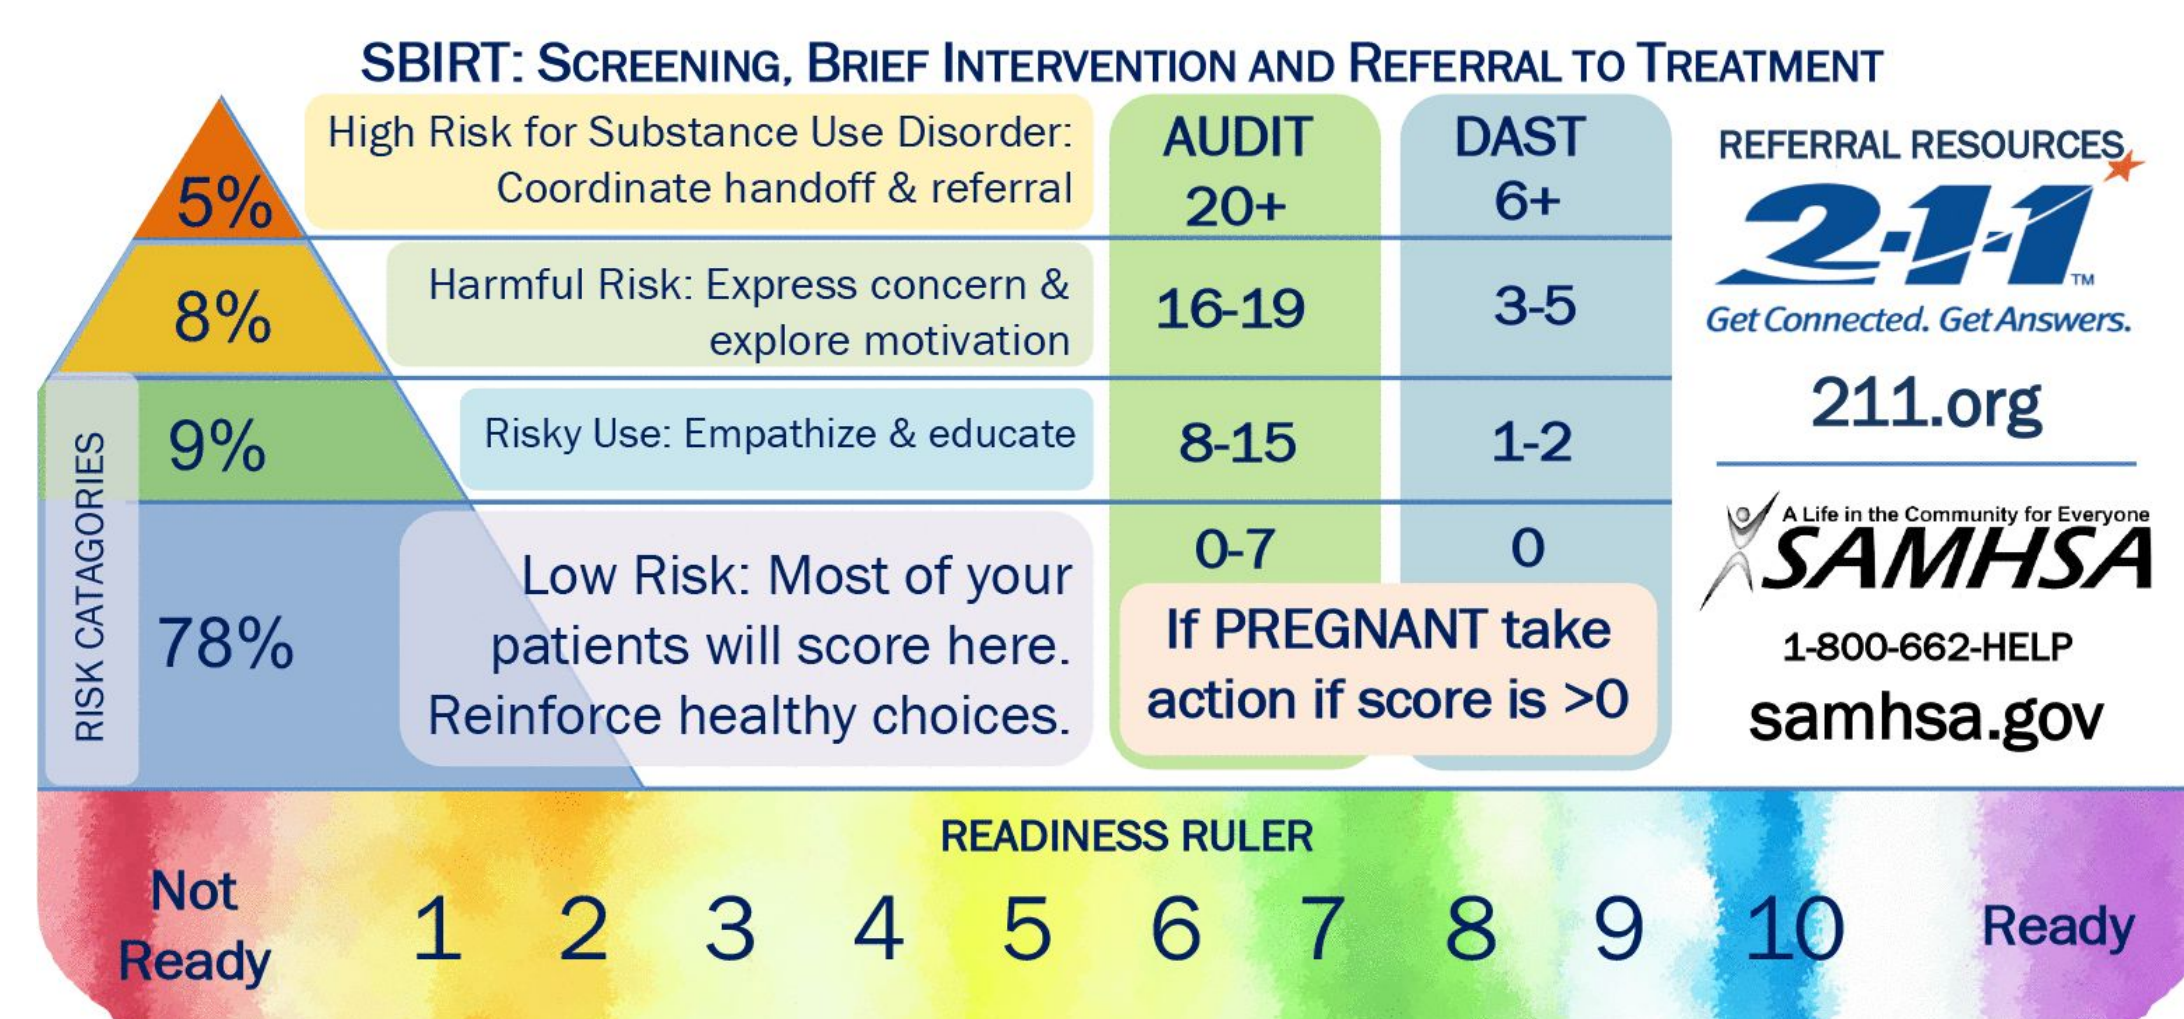 SBIRT: SCREENING, BRIEF INTERVENTION AND REFERRAL TO TREATMENT
5%
High Risk for Substance Use Disorder:
Coordinate handoff & referral
AUDIT
20+
DAST
6+
8%
Harmful Risk: Express concern &
explore motivation
16-19
3-5
9%
Risky Use: Empathize & educate
8-15
1-2
RISK CATAGORIES
78%
Low Risk: Most of your
patients will score here.
Reinforce healthy choices.
0-7
0
If PREGNANT take
action if score is >0
REFERRAL RESOURCES
2-1-1 TM
Get Connected. Get Answers.
211.org
A Life in the Community for Everyone
SAMHSA
1-800-662-HELP
samhsa.gov
READINESS RULER
Not
Ready
1 2 3 4 5 6 7 8 9 10
Ready